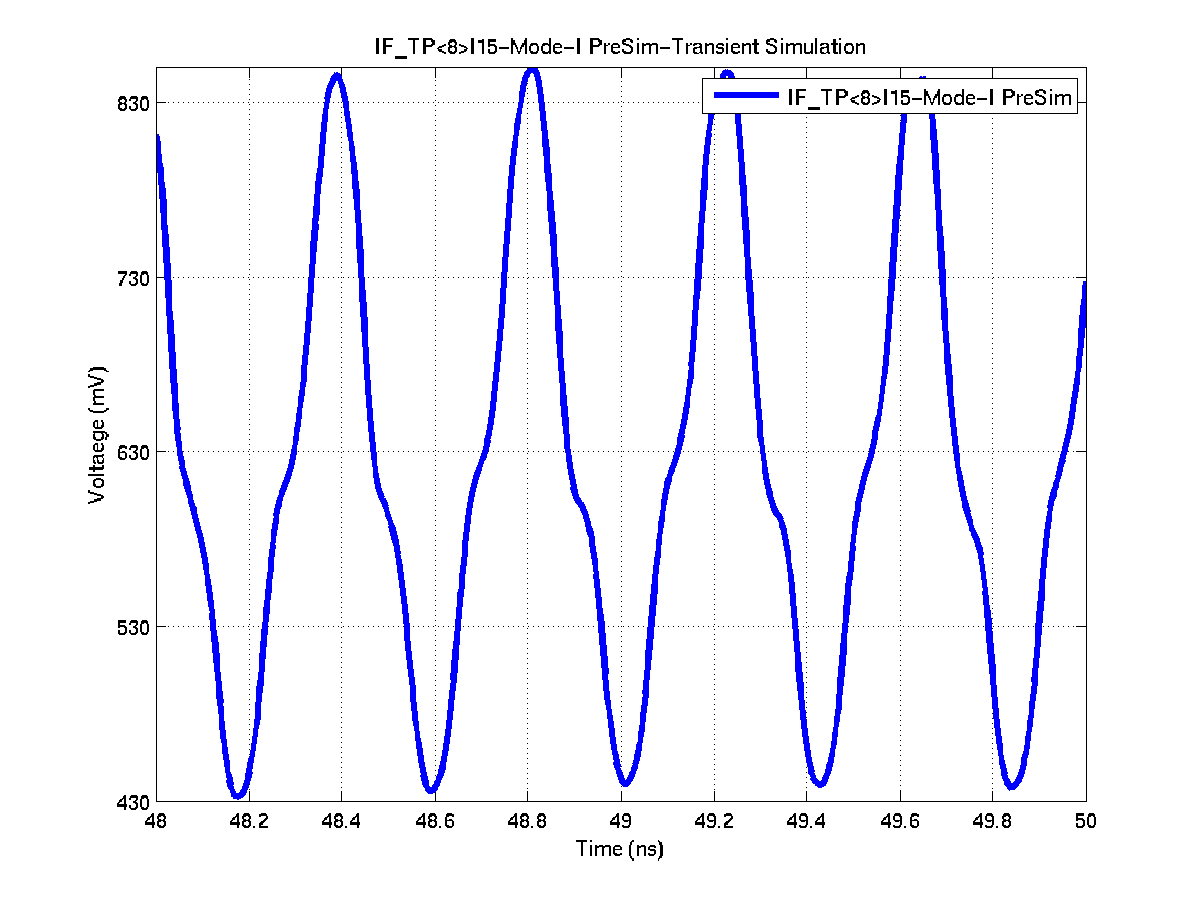 IF_TP<8>I15-Mode-I PreSim-Transient Simulation
IF_TP<8>I15-Mode-I PreSim
830
730
630
530
430
Voltaege (mV)
48 48.2 48.4 48.6 48.8 49 49.2 49.4 49.6 49.8 50
Time (ns)